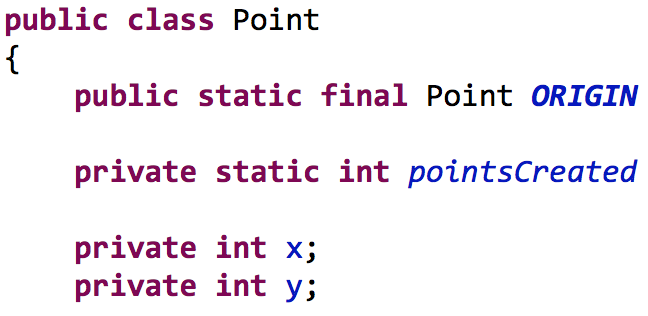 public class Point
{
public static final Point ORIGIN
private static int pointsCreated
private int x;
private int y;